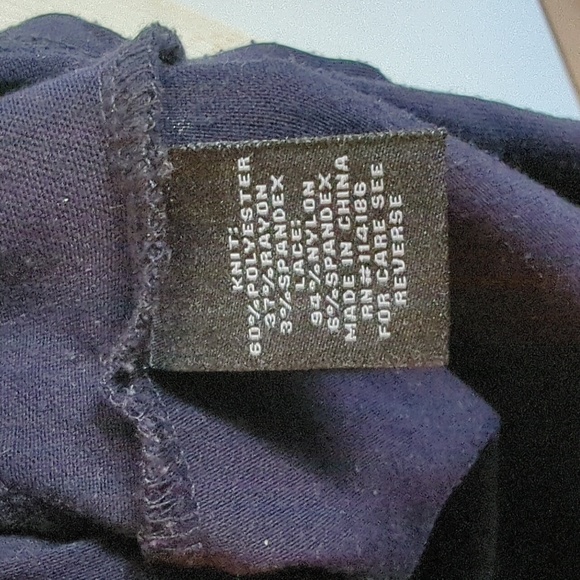 KNIT:
60%POLYESTER
37%RAYON
3%SPANDEX
LACE:
94%NYLON
6%SPANDEX
MADE IN CHINA
RN#114186
FOR CARE SEE
REVERSE